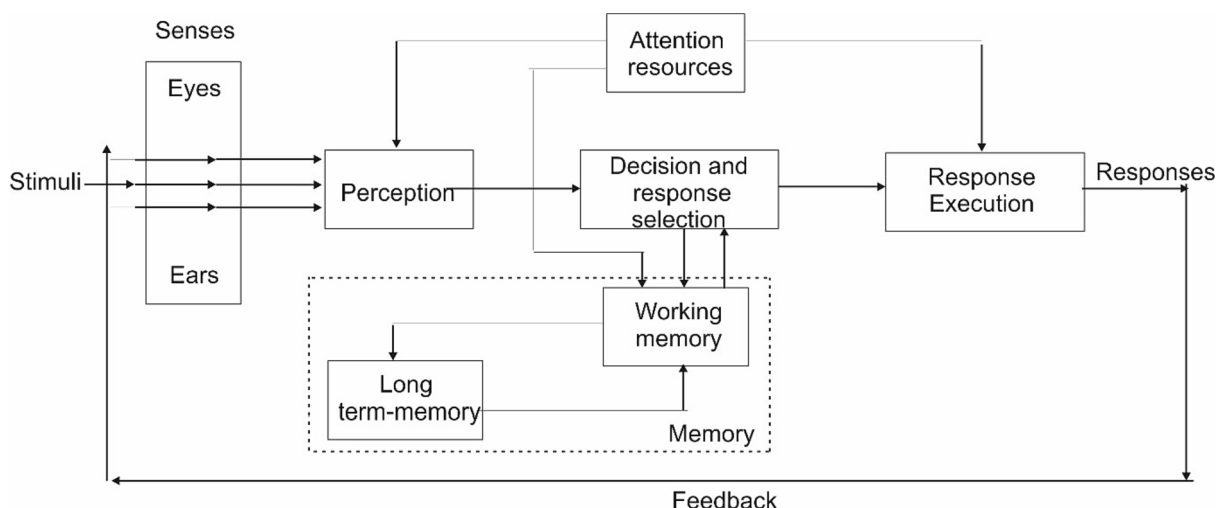 Senses
Attention
resources
Eyes
Stimuli
Perception
Decision and
response
selection
Response
Execution
Responses
Ears
Working
memory
Long
term-memory
Memory
Feedback